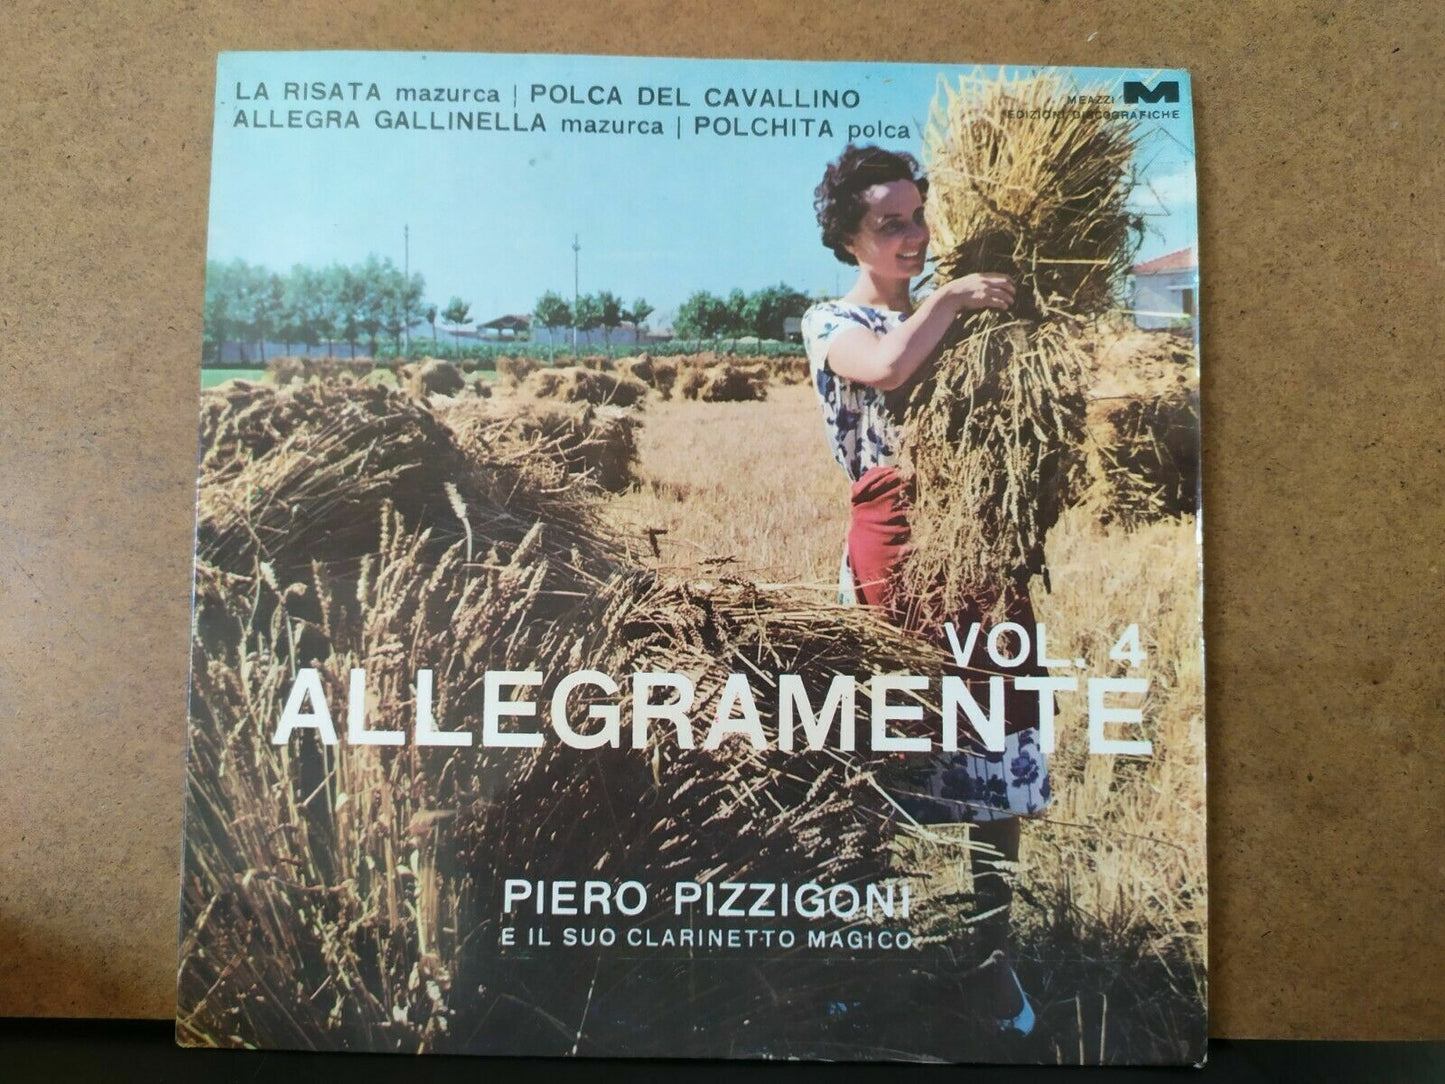 LA RISATA mazurca | POLCA DEL CAVALLINO
ALLEGRA GALLINELLA mazurca | POLCHITA polca
MEAZZI M
EDIZIONI DISCOGRAFICHE
VOL. 4
ALLEGRAMENTE
PIERO PIZZIGONI
E IL SUO CLARINETTO MAGICO